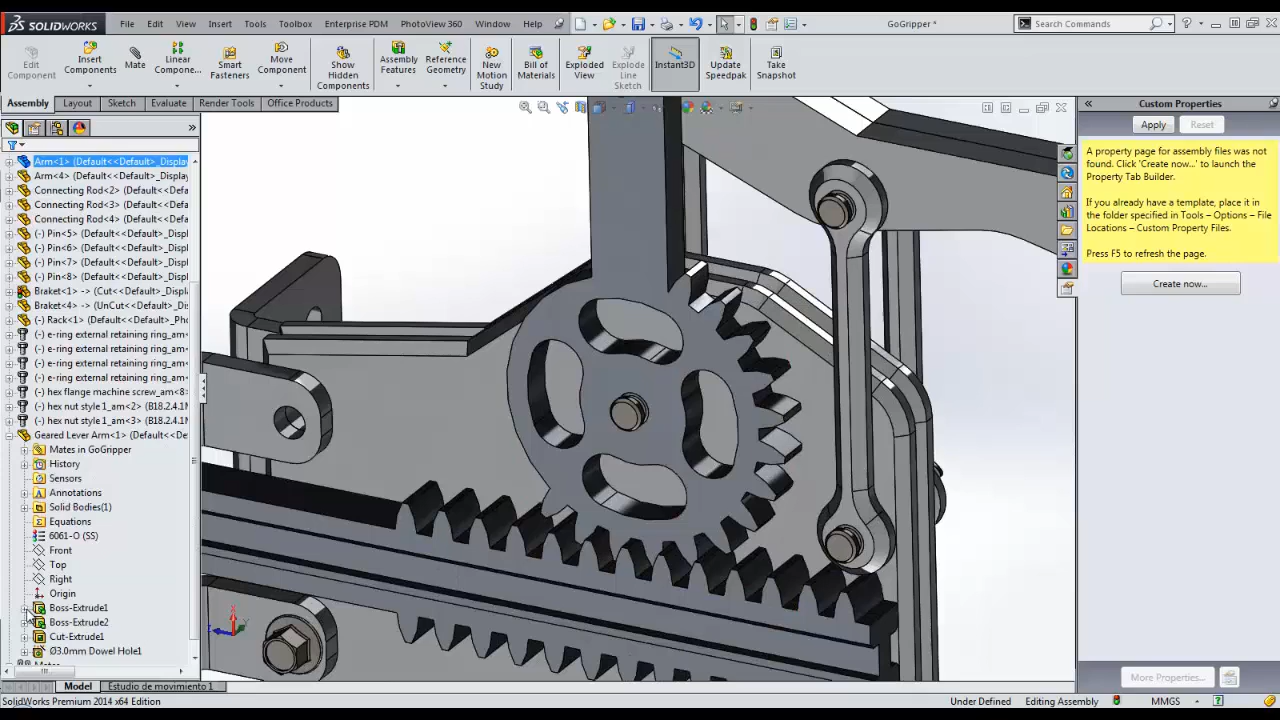 SOLIDWORKS File Edit View Insert Tools Toolbox Enterprise PDM PhotoView 360 Window Help GoGripper * Search Commands
Edit Component
Insert Components
Mate
Linear Compone...
Smart Fasteners
Move Component
Show Hidden Components
Assembly Features
Reference Geometry
New Motion Study
Bill of Materials
Exploded View
Explode Line Sketch
Instant3D
Update Speedpak
Take Snapshot
Assembly Layout Sketch Evaluate Render Tools Office Products
Arm<1> (Default<<Default>_Display
Arm<4> (Default<<Default>_Display
Connecting Rod<2> (Default<<Defa
Connecting Rod<3> (Default<<Defa
Connecting Rod<4> (Default<<Defa
(-) Pin<5> (Default<<Default>_Displ
(-) Pin<6> (Default<<Default>_Displ
(-) Pin<7> (Default<<Default>_Displ
(-) Pin<8> (Default<<Default>_Displ
Braket<1> -> (Cut<<Default>_Displa
Braket<4> -> (UnCut<<Default>_Dis
(-) Rack<1> (Default<<Default>_Pho
(-) e-ring external retaining ring_am<
(-) e-ring external retaining ring_am<
(-) e-ring external retaining ring_am<
(-) e-ring external retaining ring_am<
(-) hex flange machine screw_am<8>
(-) hex nut style 1_am<2> (B18.2.4.1M
(-) hex nut style 1_am<3> (B18.2.4.1M
Geared Lever Arm<1> (Default<<De
Mates in GoGripper
History
Sensors
Annotations
Solid Bodies(1)
Equations
6061-O (SS)
Front
Top
Right
Origin
Boss-Extrude1
Boss-Extrude2
Cut-Extrude1
Ø3.0mm Dowel Hole1
Custom Properties
Apply Reset
A property page for assembly files was not
found. Click 'Create now...' to launch the
Property Tab Builder.
If you already have a template, place it in
the folder specified in Tools – Options – File
Locations – Custom Property Files.
Press F5 to refresh the page.
Create now...
More Properties...
Model Estudio de movimiento 1
SolidWorks Premium 2014 x64 Edition Under Defined Editing Assembly MMGS